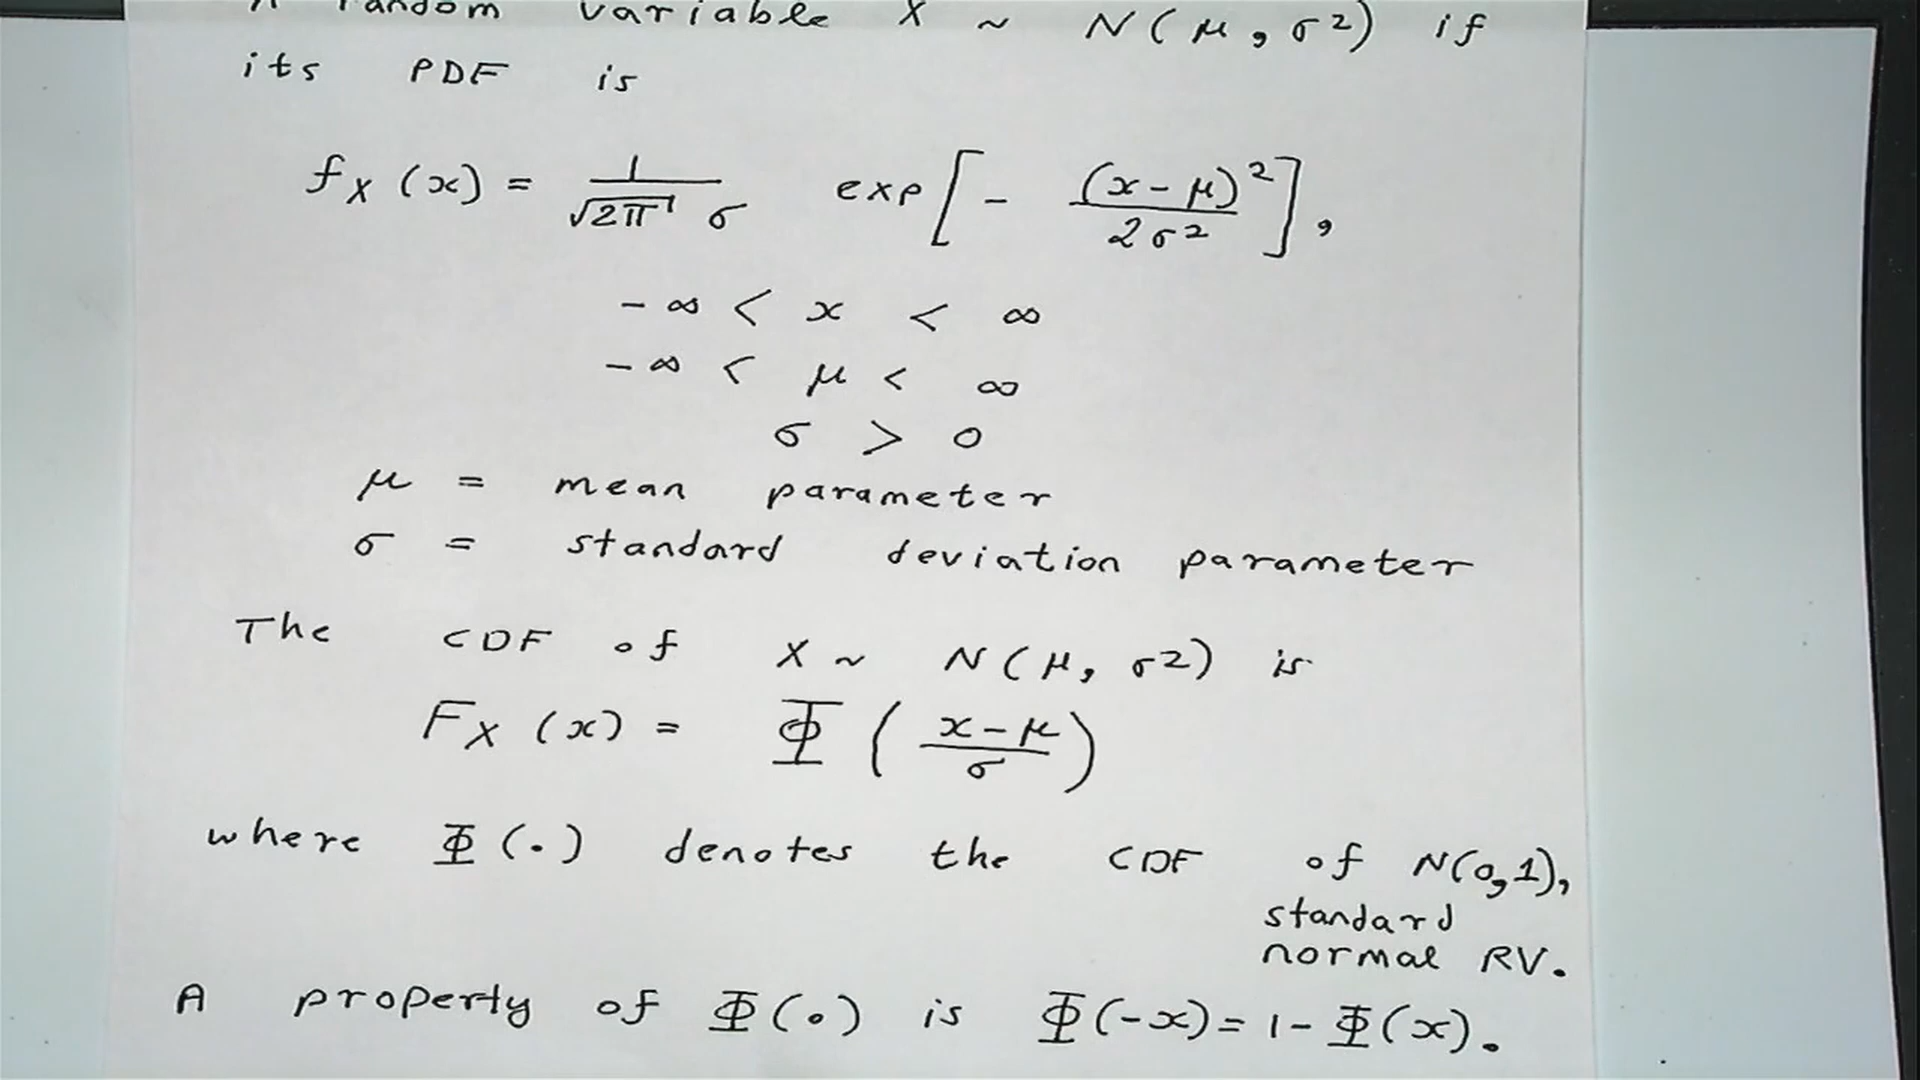 A random variable X ~ N(μ, σ²) if
its PDF is
f_X(x) = 1/(√2π σ) exp[- (x-μ)²/2σ²],
-∞ < x < ∞
-∞ < μ < ∞
σ > 0
μ = mean parameter
σ = standard deviation parameter
The CDF of X ~ N(μ, σ²) is
F_X(x) = Φ((x-μ)/σ)
where Φ(·) denotes the CDF of N(0,1),
standard
normal RV.
A property of Φ(·) is Φ(-x) = 1 - Φ(x).